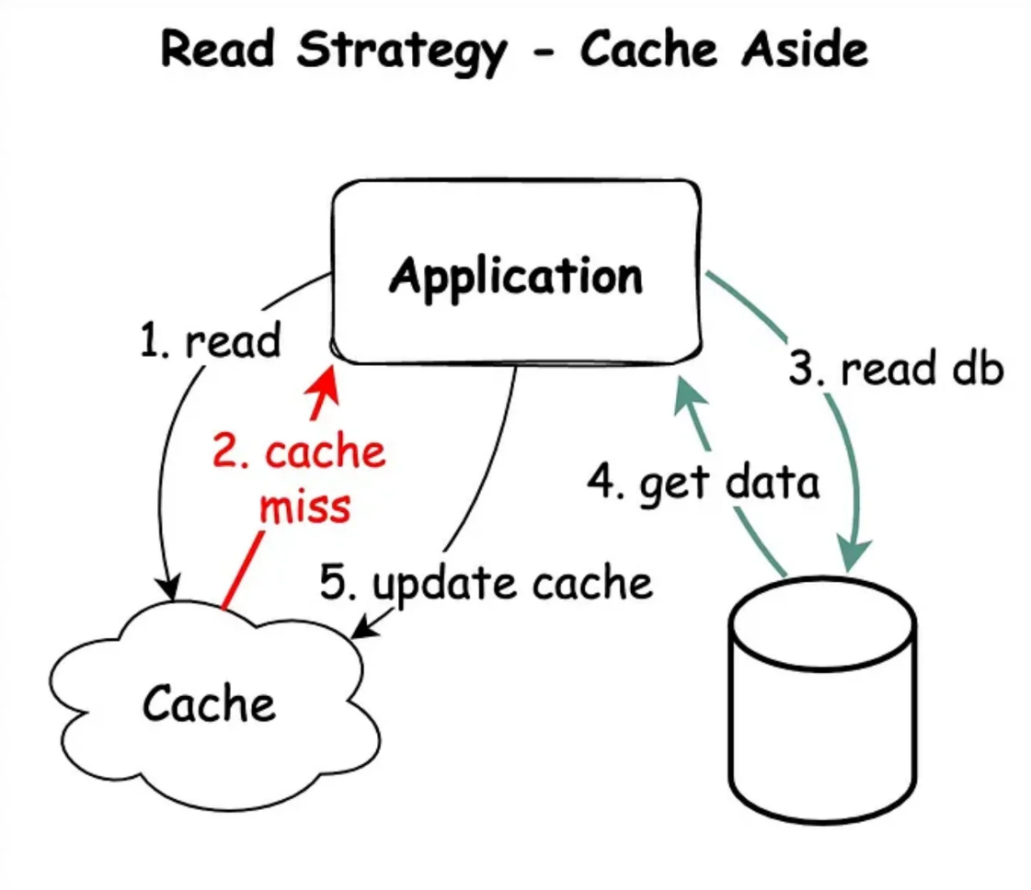 Read Strategy - Cache Aside
Application
1. read
2. cache
miss
3. read db
4. get data
5. update cache
Cache